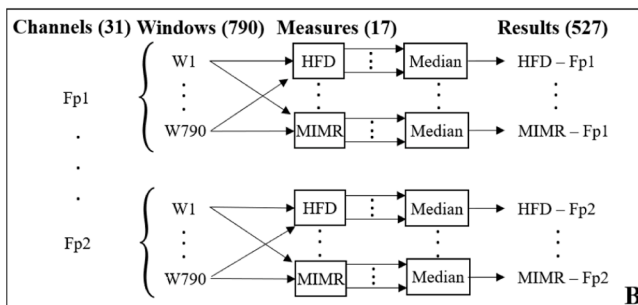 Channels (31) Windows (790) Measures (17) Results (527)
W1 HFD Median HFD – Fp1
Fp1
W790 MIMR Median MIMR – Fp1
W1 HFD Median HFD – Fp2
Fp2
W790 MIMR Median MIMR – Fp2
B